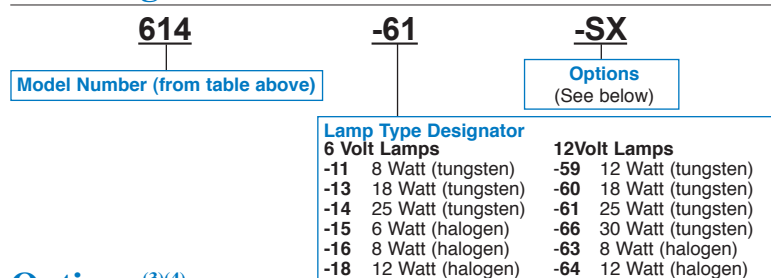 614 -61 -SX
Model Number (from table above)
Options
(See below)
Lamp Type Designator
6 Volt Lamps 12Volt Lamps
-11 8 Watt (tungsten) -59 12 Watt (tungsten)
-13 18 Watt (tungsten) -60 18 Watt (tungsten)
-14 25 Watt (tungsten) -61 25 Watt (tungsten)
-15 6 Watt (halogen) -66 30 Watt (tungsten)
-16 8 Watt (halogen) -63 8 Watt (halogen)
-18 12 Watt (halogen) -64 12 Watt (halogen)
(3)(4)